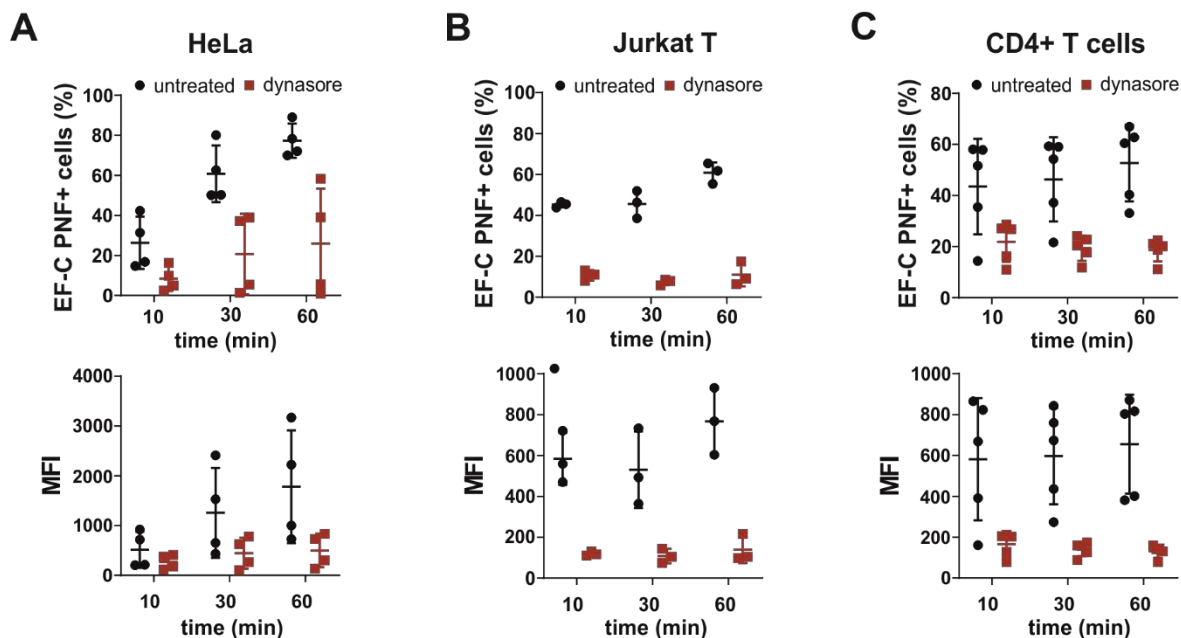 A
HeLa
untreated dynasore
EF-C PNF+ cells (%)
100
80
60
40
20
0
10 30 60
time (min)
MFI
4000
3000
2000
1000
0
10 30 60
time (min)
B
Jurkat T
untreated dynasore
EF-C PNF+ cells (%)
100
80
60
40
20
0
10 30 60
time (min)
MFI
1000
800
600
400
200
0
10 30 60
time (min)
C
CD4+ T cells
untreated dynasore
EF-C PNF+ cells (%)
80
60
40
20
0
10 30 60
time (min)
MFI
1000
800
600
400
200
0
10 30 60
time (min)